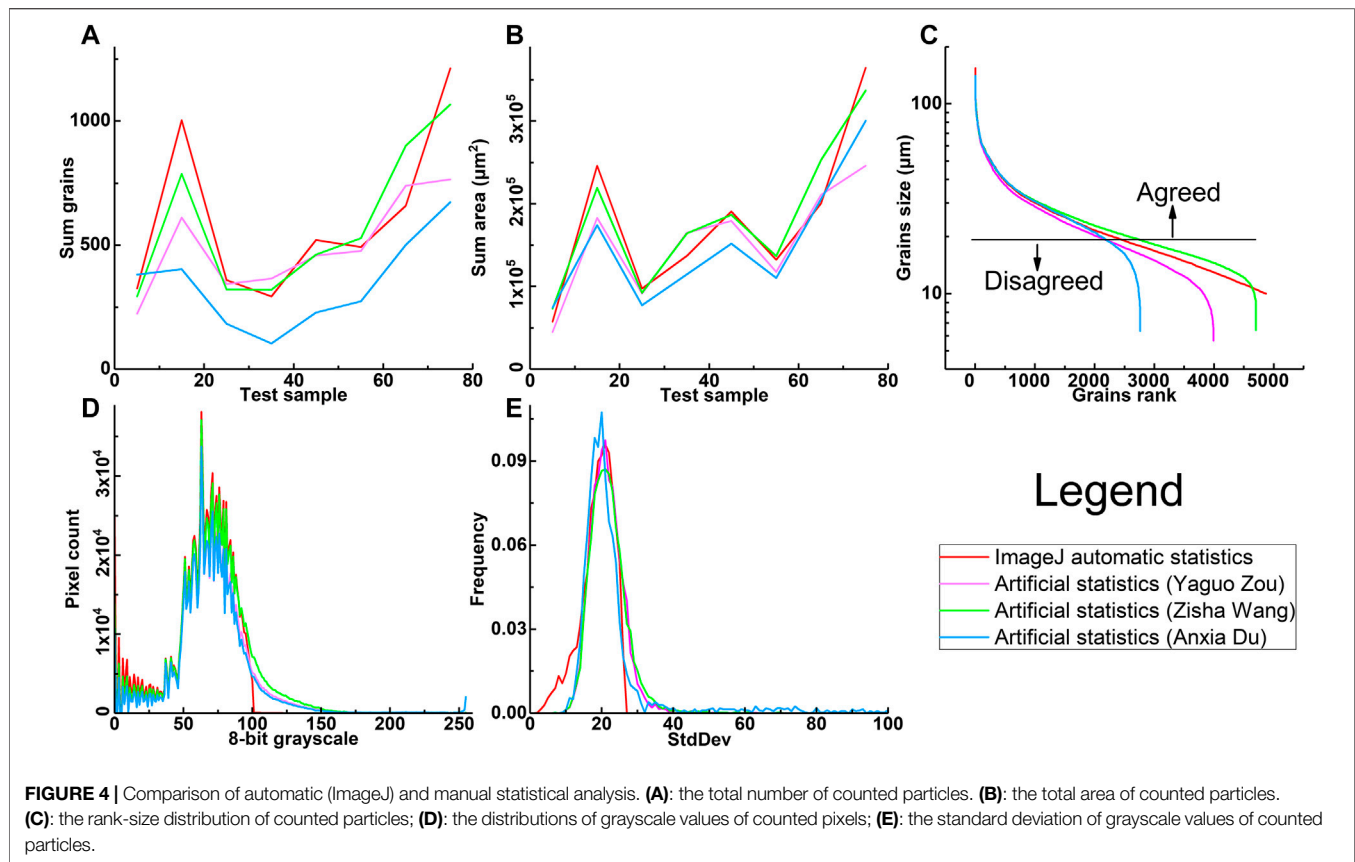 A
Sum grains
1000
500
0
0 20 40 60 80
Test sample
B
Sum area (µm²)
3x10⁵
2x10⁵
1x10⁵
0
0 20 40 60 80
Test sample
C
Grains size (µm)
100
10
Agreed
Disagreed
0 1000 2000 3000 4000 5000
Grains rank
D
Pixel count
3x10⁴
2x10⁴
1x10⁴
0
0 50 100 150 200 250
8-bit grayscale
E
Frequency
0.09
0.06
0.03
0.00
0 20 40 60 80 100
StdDev
Legend
ImageJ automatic statistics
Artificial statistics (Yaguo Zou)
Artificial statistics (Zisha Wang)
Artificial statistics (Anxia Du)
FIGURE 4 | Comparison of automatic (ImageJ) and manual statistical analysis. (A): the total number of counted particles. (B): the total area of counted particles.
(C): the rank-size distribution of counted particles; (D): the distributions of grayscale values of counted pixels; (E): the standard deviation of grayscale values of counted
particles.